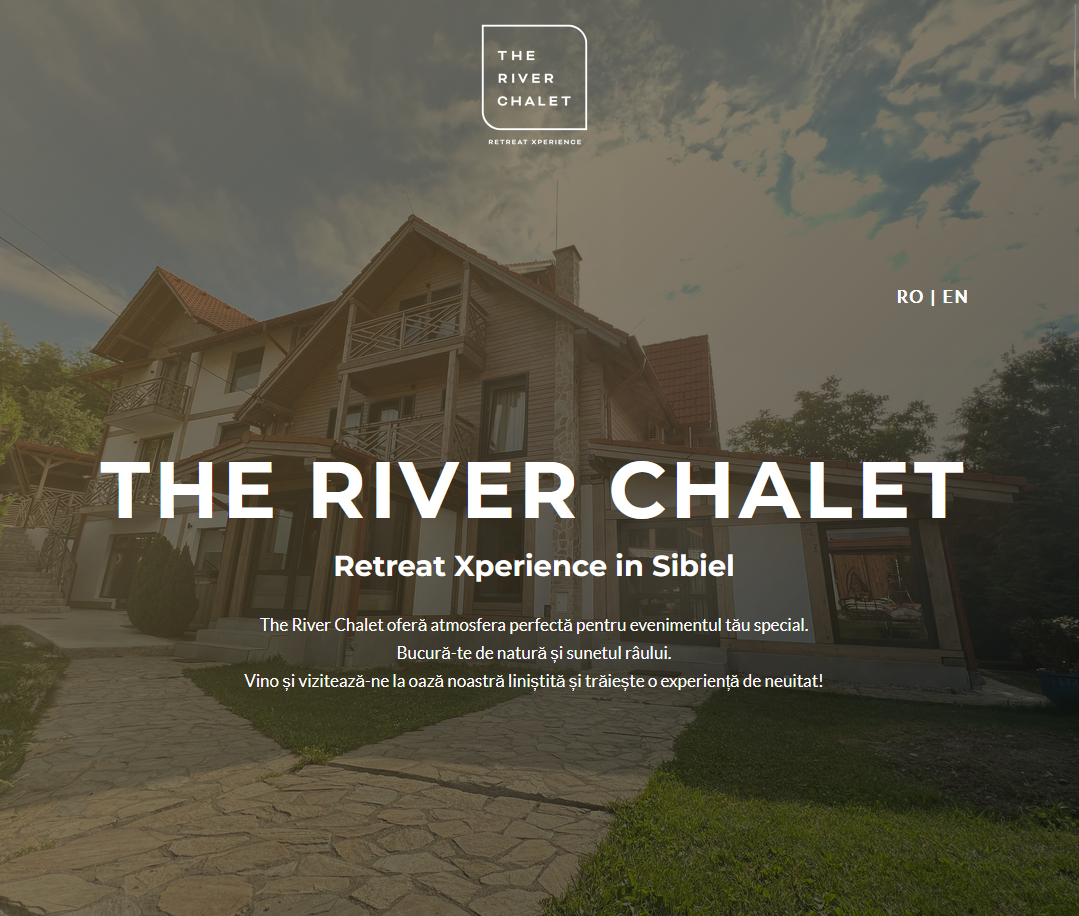 THE
RIVER
CHALET
RETREAT XPERIENCE
RO | EN
THE RIVER CHALET
Retreat Xperience in Sibiel
The River Chalet oferă atmosfera perfectă pentru evenimentul tău special.
Bucură-te de natură și sunetul râului.
Vino și vizitează-ne la oază noastră liniștită și trăiește o experiență de neuitat!